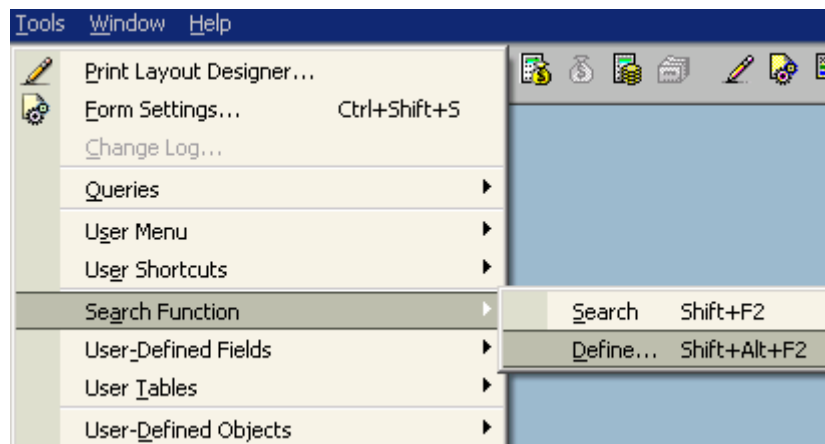 Tools Window Help
Print Layout Designer...
Form Settings... Ctrl+Shift+S
Change Log...
Queries
User Menu
User Shortcuts
Search Function
Search Shift+F2
User-Defined Fields
Define... Shift+Alt+F2
User Tables
User-Defined Objects